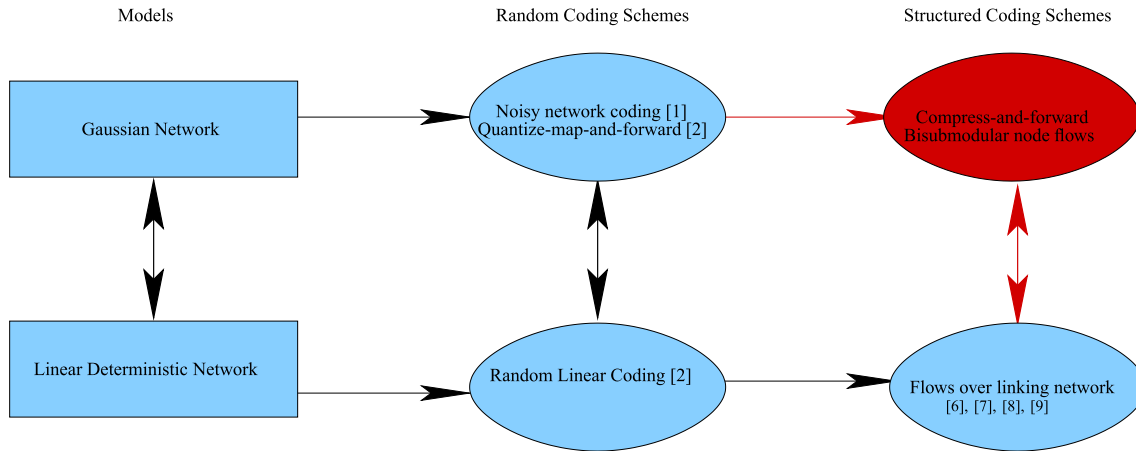 Models
Random Coding Schemes
Structured Coding Schemes
Gaussian Network
Noisy network coding [1]
Quantize-map-and-forward [2]
Compress-and-forward
Bisubmodular node flows
Linear Deterministic Network
Random Linear Coding [2]
Flows over linking network
[6], [7], [8], [9]